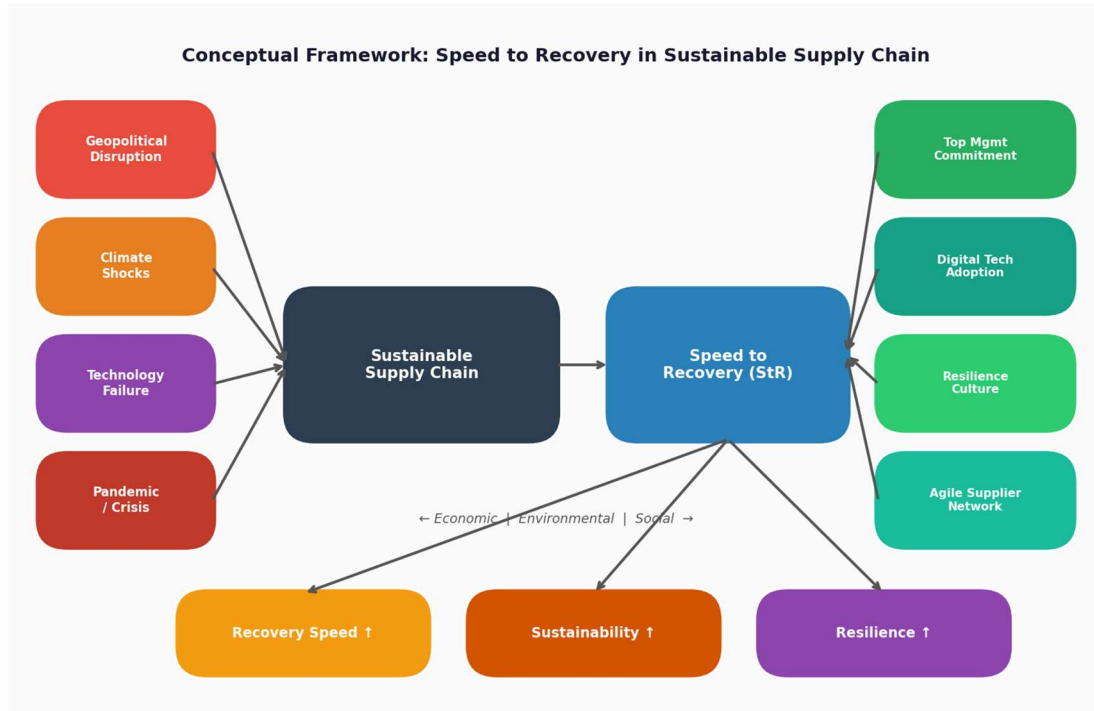 Conceptual Framework: Speed to Recovery in Sustainable Supply Chain
Geopolitical
Disruption
Climate
Shocks
Technology
Failure
Pandemic
/ Crisis
Sustainable
Supply Chain
Speed to
Recovery (StR)
Top Mgmt
Commitment
Digital Tech
Adoption
Resilience
Culture
Agile Supplier
Network
← Economic | Environmental | Social →
Recovery Speed ↑
Sustainability ↑
Resilience ↑